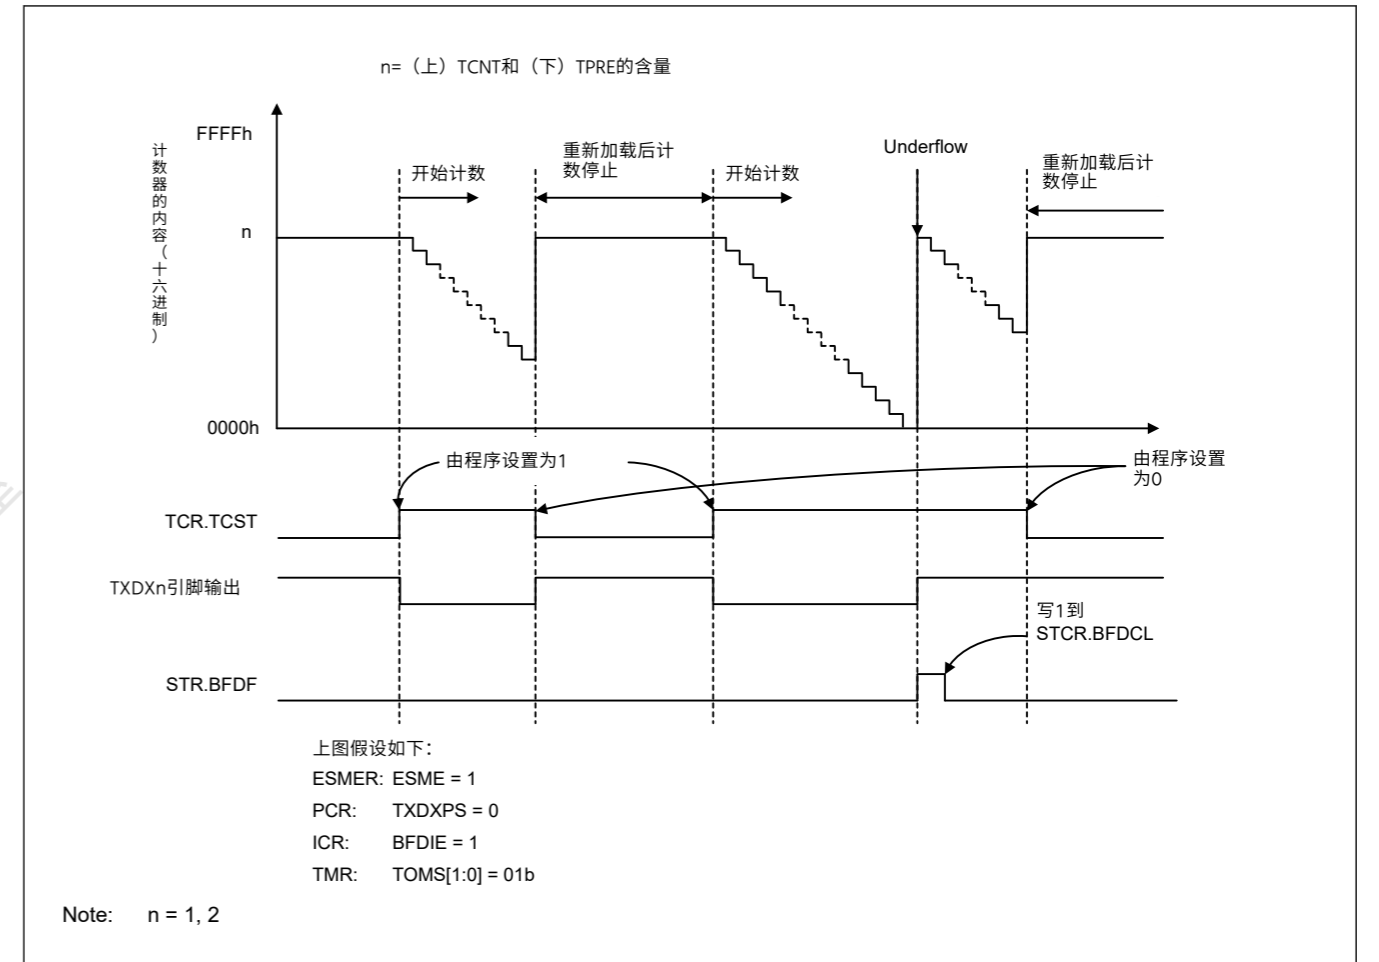 n=（上）TCNT和（下）TPRE的含量
FFFFh
计数器的内容（十六进制）
开始计数
重新加载后计
数停止
开始计数
Underflow
重新加载后计
数停止
n
0000h
由程序设置为1
由程序设置
为0
TCR.TCST
TXDXn引脚输出
写1到
STCR.BFDCL
STR.BFDF
上图假设如下：
ESMER: ESME = 1
PCR: TXDXPS = 0
ICR: BFDIE = 1
TMR: TOMS[1:0] = 01b
Note: n = 1, 2